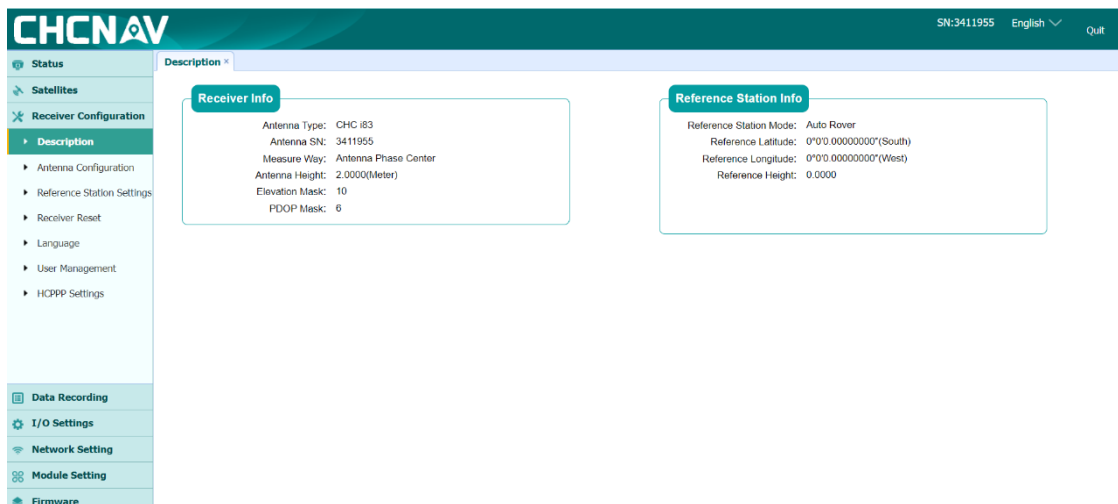 CHCNAV
SN:3411955 English Quit
Status
Satellites
Receiver Configuration
Description
Antenna Configuration
Reference Station Settings
Receiver Reset
Language
User Management
HCPPP Settings
Data Recording
I/O Settings
Network Setting
Module Setting
Firmware
Description ×
Receiver Info
Antenna Type: CHC i83
Antenna SN: 3411955
Measure Way: Antenna Phase Center
Antenna Height: 2.0000(Meter)
Elevation Mask: 10
PDOP Mask: 6
Reference Station Info
Reference Station Mode: Auto Rover
Reference Latitude: 0°0'0.00000000"(South)
Reference Longitude: 0°0'0.00000000"(West)
Reference Height: 0.0000